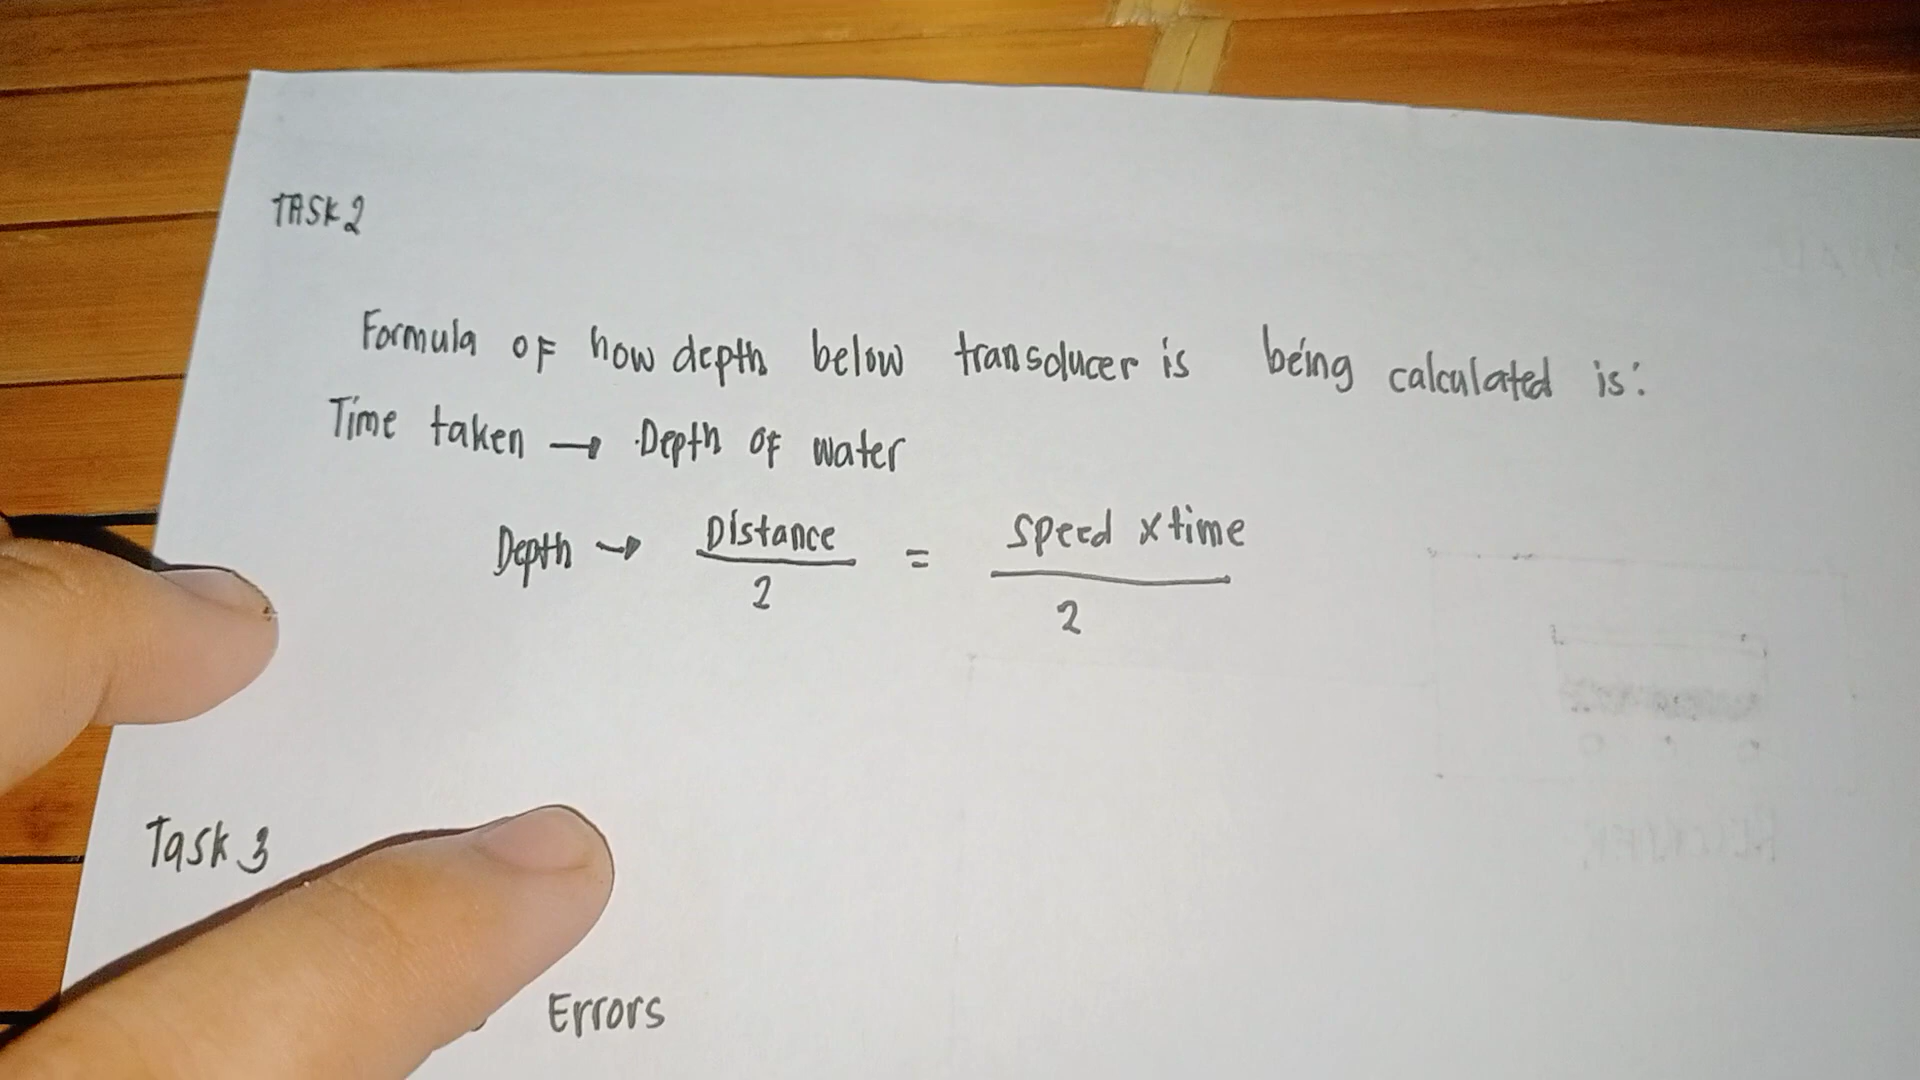 TASK 2
Formula of how depth below transducer is being calculated is:
Time taken → Depth of water
Depth → Distance / 2 = speed x time / 2
Task 3
Errors